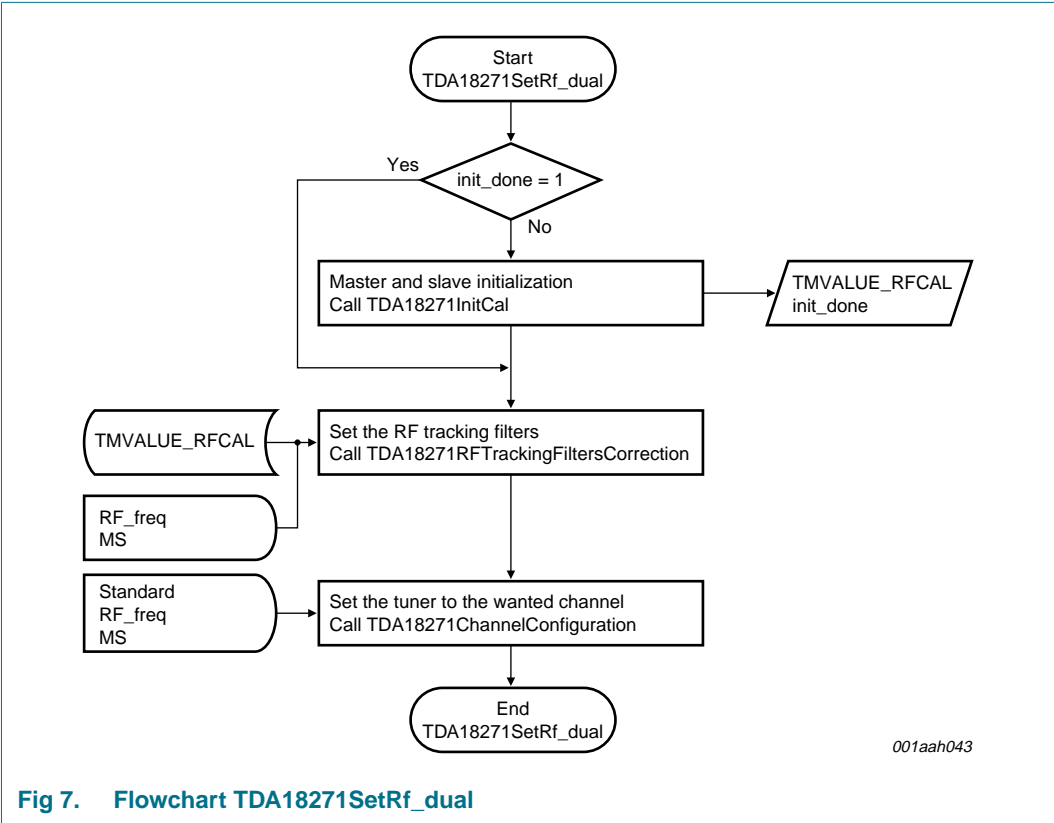 Start
TDA18271SetRf_dual
Yes
init_done = 1
No
Master and slave initialization
Call TDA18271InitCal
TMVALUE_RFCAL
init_done
TMVALUE_RFCAL
Set the RF tracking filters
Call TDA18271RFTrackingFiltersCorrection
RF_freq
MS
Standard
RF_freq
MS
Set the tuner to the wanted channel
Call TDA18271ChannelConfiguration
End
TDA18271SetRf_dual
001aah043
Fig 7. Flowchart TDA18271SetRf_dual